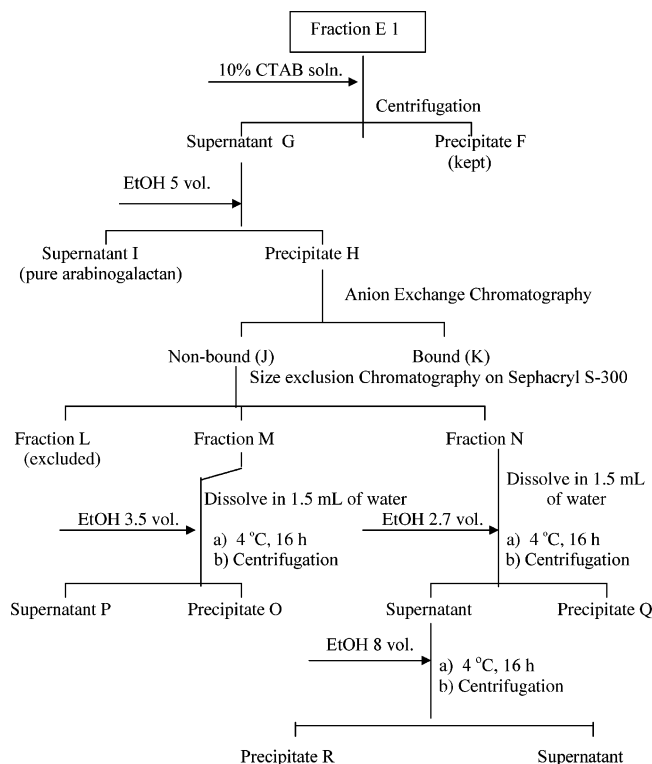 Fraction E 1
10% CTAB soln.
Centrifugation
Supernatant G
Precipitate F
(kept)
EtOH 5 vol.
Supernatant I
(pure arabinogalactan)
Precipitate H
Anion Exchange Chromatography
Non-bound (J)
Bound (K)
Size exclusion Chromatography on Sephacryl S-300
Fraction L
(excluded)
Fraction M
Fraction N
Dissolve in 1.5 mL of water
EtOH 3.5 vol.
a) 4 °C, 16 h
b) Centrifugation
Dissolve in 1.5 mL
of water
EtOH 2.7 vol.
a) 4 °C, 16 h
b) Centrifugation
Supernatant P
Precipitate O
Supernatant
Precipitate Q
EtOH 8 vol.
a) 4 °C, 16 h
b) Centrifugation
Precipitate R
Supernatant